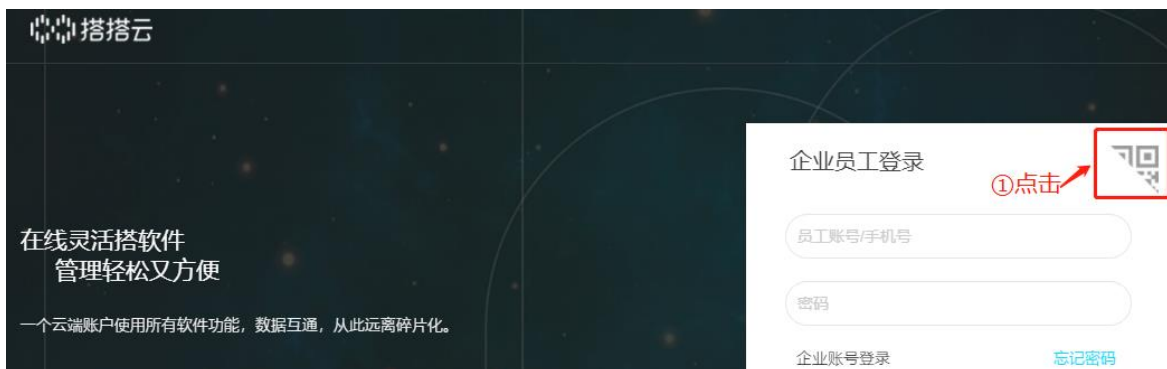 搭搭云
在线灵活搭软件
管理轻松又方便
一个云端账户使用所有软件功能，数据互通，从此远离碎片化。
企业员工登录
①点击
员工账号/手机号
密码
企业账号登录
忘记密码